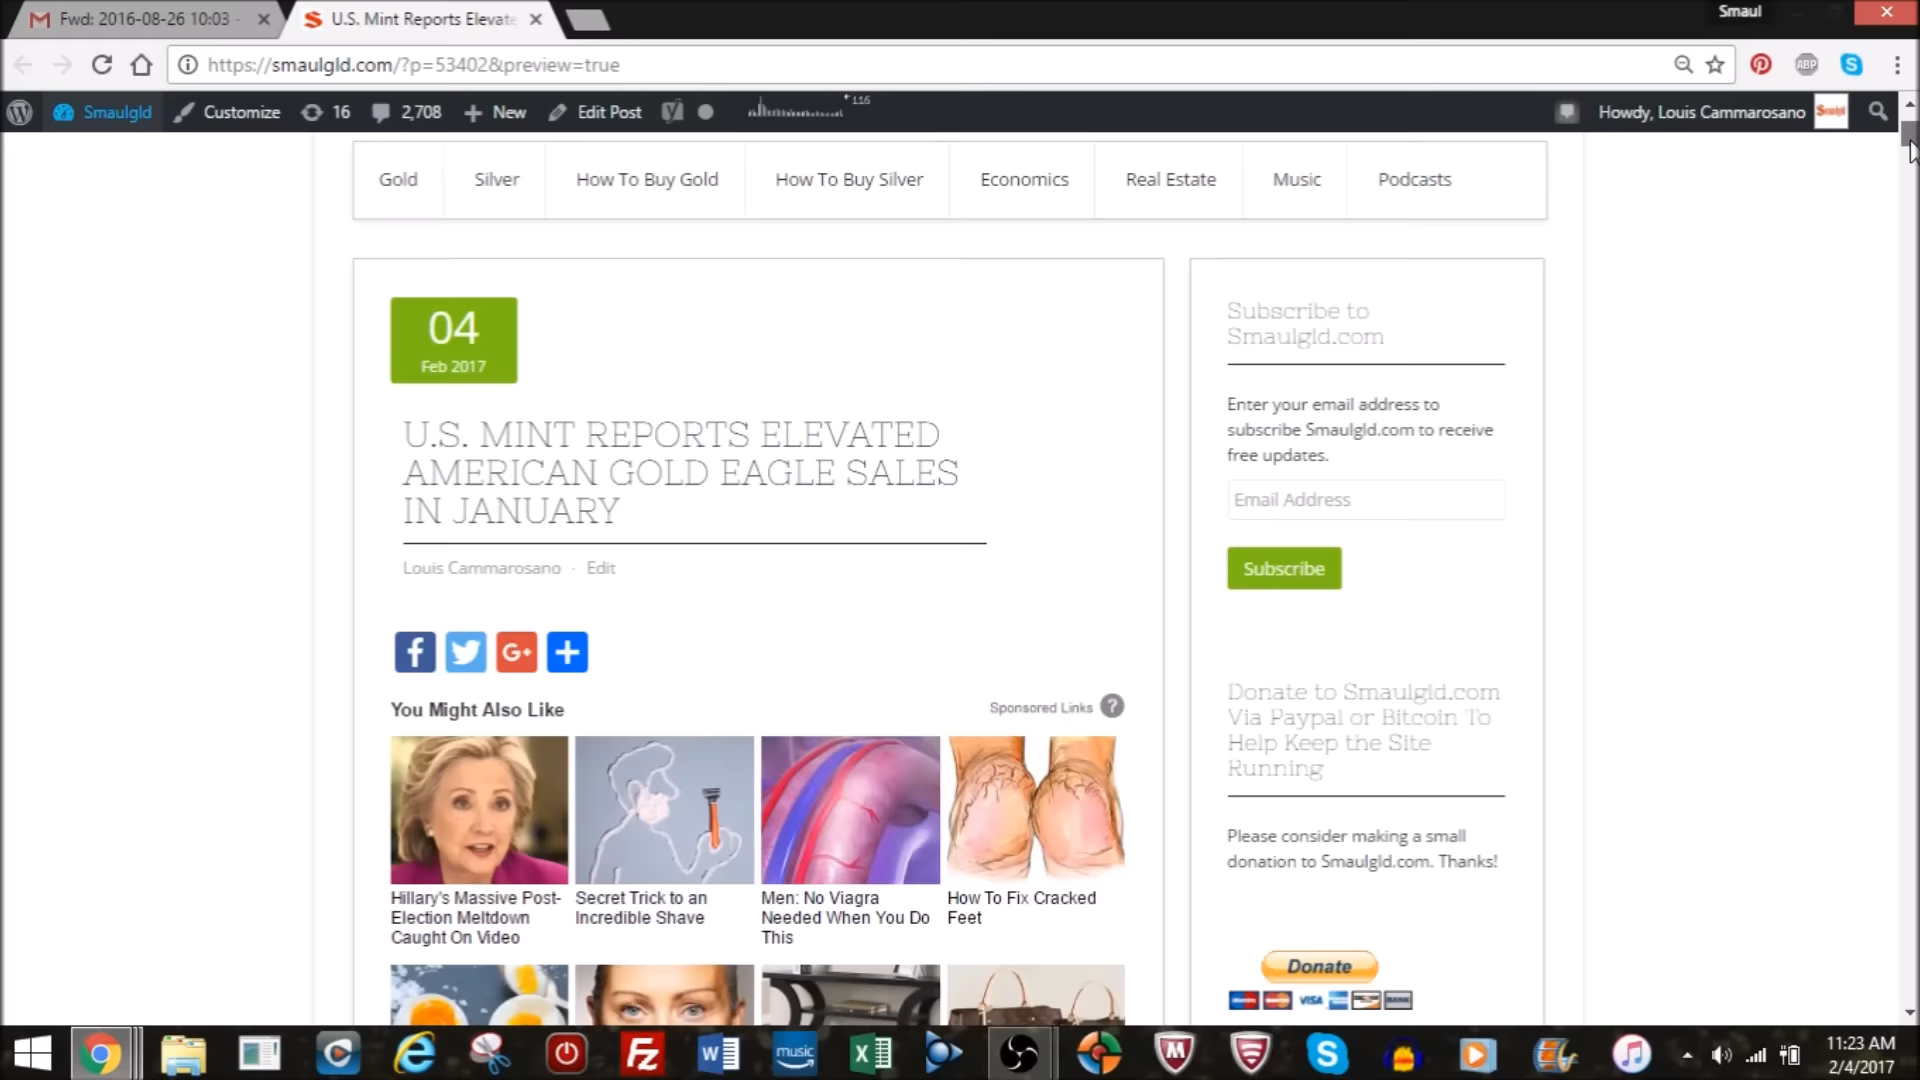 Fwd: 2016-08-26 10:03 -
U.S. Mint Reports Elevate
Smaul
https://smaulgld.com/?p=53402&preview=true
ABP
Smaulgld
Customize
16
2,708
New
Edit Post
116
Howdy, Louis Cammarosano
Gold
Silver
How To Buy Gold
How To Buy Silver
Economics
Real Estate
Music
Podcasts
04
Feb 2017
U.S. MINT REPORTS ELEVATED
AMERICAN GOLD EAGLE SALES
IN JANUARY
Louis Cammarosano · Edit
You Might Also Like
Sponsored Links ?
Hillary's Massive Post-
Election Meltdown
Caught On Video
Secret Trick to an
Incredible Shave
Men: No Viagra
Needed When You Do
This
How To Fix Cracked
Feet
Subscribe to
Smaulgld.com
Enter your email address to
subscribe Smaulgld.com to receive
free updates.
Email Address
Subscribe
Donate to Smaulgld.com
Via Paypal or Bitcoin To
Help Keep the Site
Running
Please consider making a small
donation to Smaulgld.com. Thanks!
Donate
VISA
music
11:23 AM
2/4/2017